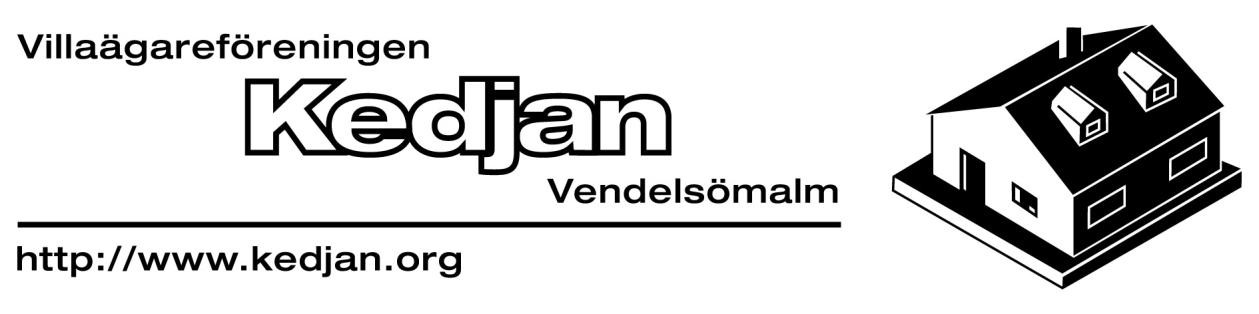 Villaägareföreningen
Kedjan
Vendelsömalm
http://www.kedjan.org